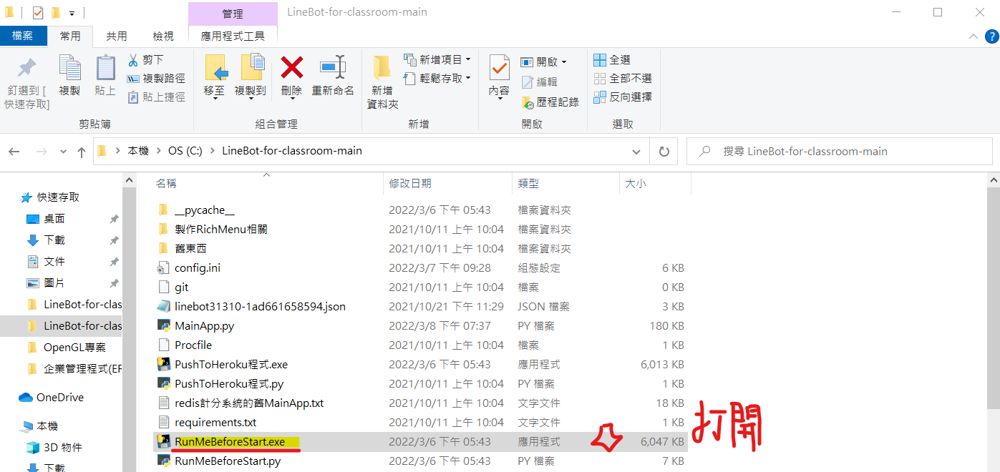 管理
LineBot-for-classroom-main
檔案
常用
共用
檢視
應用程式工具
釘選到 [
快速存取]
複製
貼上
剪下
複製路徑
貼上捷徑
剪貼簿
移至
複製到
刪除
重新命名
組合管理
新增
資料夾
新增項目
輕鬆存取
新增
內容
開啟
編輯
歷程記錄
開啟
全選
全部不選
反向選擇
選取
本機 OS (C:) LineBot-for-classroom-main
搜尋 LineBot-for-classroom-main
快速存取
桌面
下載
文件
圖片
LineBot-for-clas
LineBot-for-clas
OpenGL專案
企業管理程式(ER
OneDrive
本機
3D 物件
下載
名稱 修改日期 類型 大小
__pycache__ 2022/3/6 下午 05:43 檔案資料夾
製作RichMenu相關 2021/10/11 上午 10:04 檔案資料夾
舊東西 2021/10/11 上午 10:04 檔案資料夾
config.ini 2022/3/7 下午 09:28 組態設定 6 KB
git 2021/10/11 上午 10:04 檔案 0 KB
linebot31310-1ad661658594.json 2021/10/21 下午 11:29 JSON 檔案 3 KB
MainApp.py 2022/3/8 下午 07:37 PY 檔案 180 KB
Procfile 2021/10/11 上午 10:04 檔案 1 KB
PushToHeroku程式.exe 2022/3/6 下午 05:43 應用程式 6,013 KB
PushToHeroku程式.py 2021/10/11 上午 10:04 PY 檔案 1 KB
redis計分系統的舊MainApp.txt 2021/10/11 上午 10:04 文字文件 18 KB
requirements.txt 2021/10/11 上午 10:04 文字文件 1 KB
RunMeBeforeStart.exe 2022/3/6 下午 05:43 應用程式 6,047 KB
打開
RunMeBeforeStart.py 2022/3/6 下午 05:43 PY 檔案 7 KB